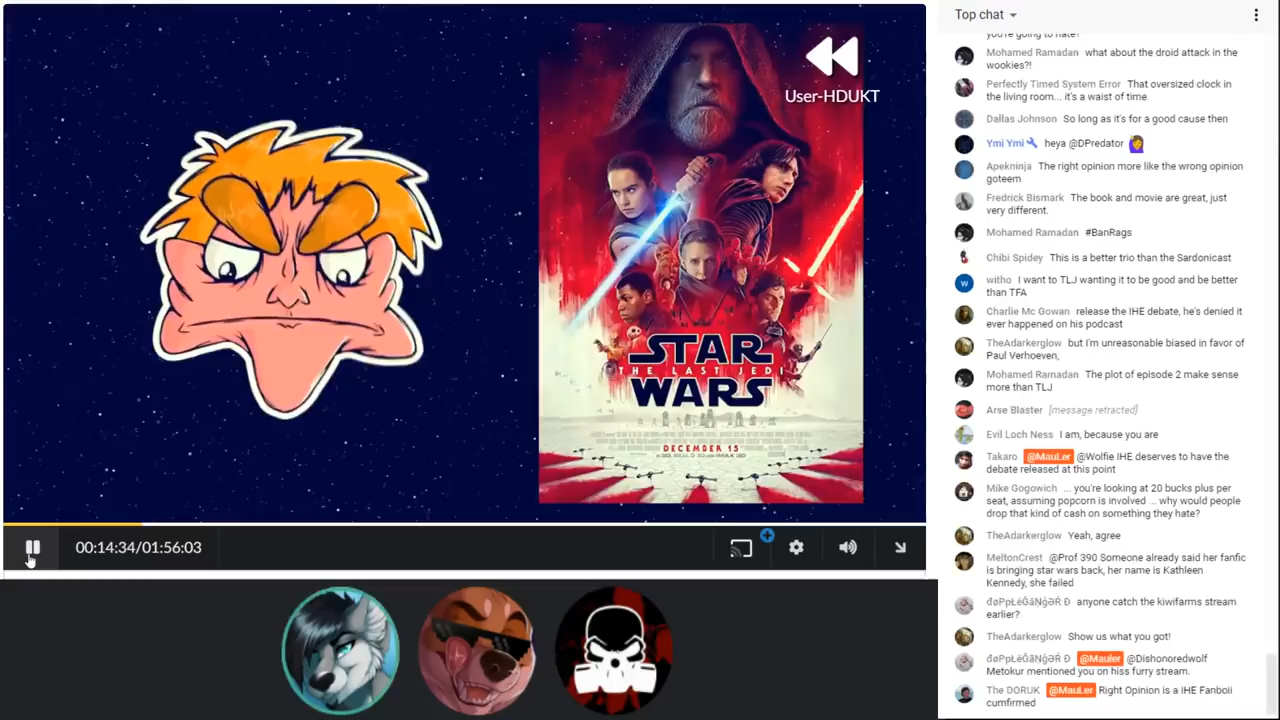 User-HDUKT
STAR
THE LAST JEDI
WARS
DECEMBER 15
00:14:34/01:56:03
Top chat
you're going to hate?
Mohamed Ramadan what about the droid attack in the
wookies?!
Perfectly Timed System Error That oversized clock in
the living room... it's a waist of time.
Dallas Johnson So long as it's for a good cause then
Ymi Ymi heya @DPredator
Apekninja The right opinion more like the wrong opinion
goteem
Fredrick Bismark The book and movie are great, just
very different.
Mohamed Ramadan #BanRags
Chibi Spidey This is a better trio than the Sardonicast
w
witho I want to TLJ wanting it to be good and be better
than TFA
Charlie Mc Gowan release the IHE debate, he's denied it
ever happened on his podcast
TheAdarkerglow but I'm unreasonable biased in favor of
Paul Verhoeven,
Mohamed Ramadan The plot of episode 2 make sense
more than TLJ
Arse Blaster [message retracted]
Evil Loch Ness I am, because you are
Takaro @MauLer @Wolfie IHE deserves to have the
debate released at this point
Mike Gogowich ... you're looking at 20 bucks plus per
seat, assuming popcorn is involved ... why would people
drop that kind of cash on something they hate?
TheAdarkerglow Yeah, agree
MeltonCrest @Prof 390 Someone already said her fanfic
is bringing star wars back, her name is Kathleen
Kennedy, she failed
anyone catch the kiwifarms stream
earlier?
TheAdarkerglow Show us what you got!
@Mauler @Dishonoredwolf
Metokur mentioned you on hiss furry stream.
The DORUK @MauLer Right Opinion is a IHE Fanboii
cumfirmed